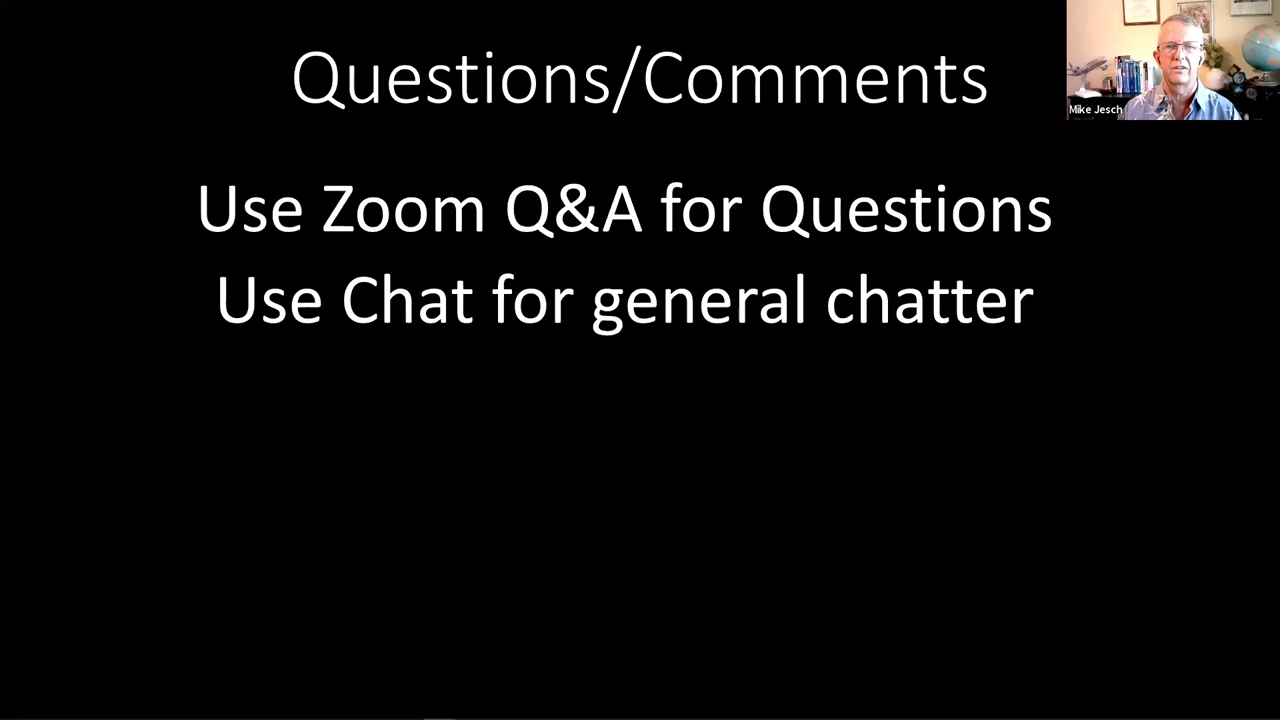 Questions/Comments
Mike Jesch
Use Zoom Q&A for Questions
Use Chat for general chatter